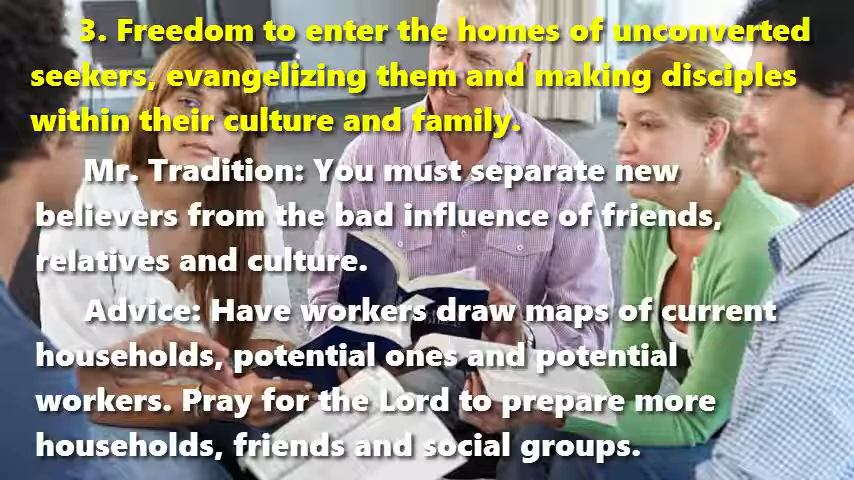 3. Freedom to enter the homes of unconverted
seekers, evangelizing them and making disciples
within their culture and family.
Mr. Tradition: You must separate new
believers from the bad influence of friends,
relatives and culture.
Advice: Have workers draw maps of current
households, potential ones and potential
workers. Pray for the Lord to prepare more
households, friends and social groups.